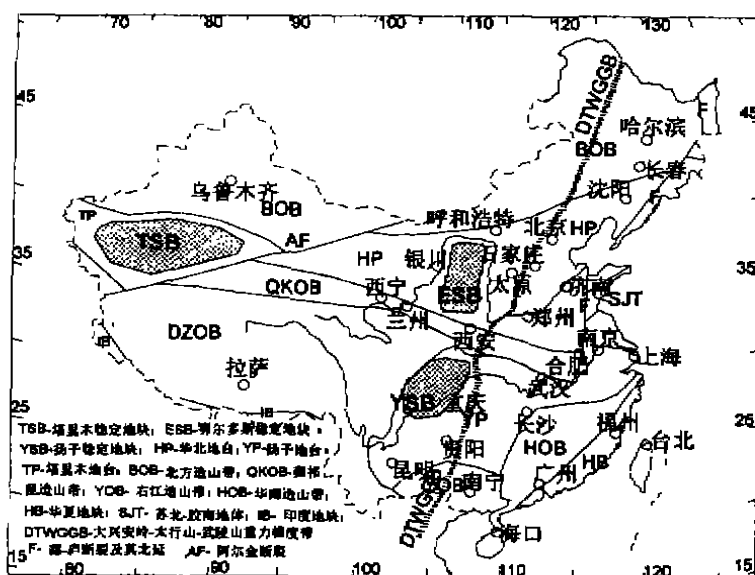 70 80 90 100 110 120 130
45 45
DTWGGB
F
哈尔滨
BOB
长春
乌鲁木齐
沈阳
BOB
呼和浩特
TP
北京 HP
TSB
AF
35 HP 银川 石家庄 35
太原
QKOB 西宁 ESB 济南 SJT
兰州 郑州
DZOB 西安 南京
合肥 上海
拉萨
武汉
YSB 重庆
25 IB YP 长沙 25
TSB-塔里木稳定地块；ESB-鄂尔多斯稳定地块；
福州
YSB-扬子稳定地块；HP-华北地台；YP-扬子地台；
贵阳 HOB 台北
TP-塔里木地台；BOB-北方造山带；QKOB-秦祁
昆明 HB
昆造山带；YOB-右江造山带；HOB-华南造山带；
南宁 广州
HB-华夏地块；SJT-苏北-胶南地体；IB-印度地块；
DTWGGB-大兴安岭-太行山-武陵山重力梯度带
DTWGGB
海口
F-郯-庐断裂及其北延 AF-阿尔金断裂
15 15
80 90 100 110 120